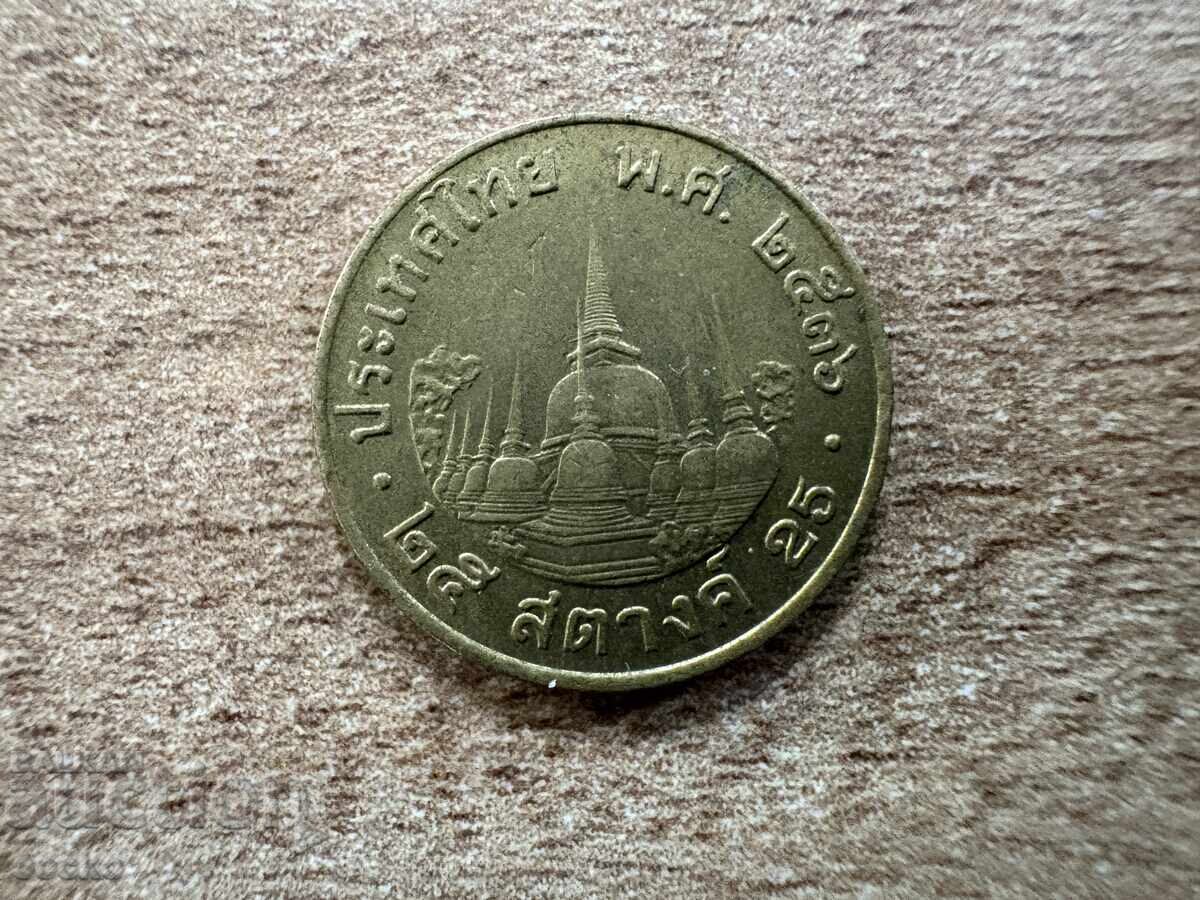 ประเทศไทย พ.ศ. ๒๕๓๖
๒๕ สตางค์ 25
auction